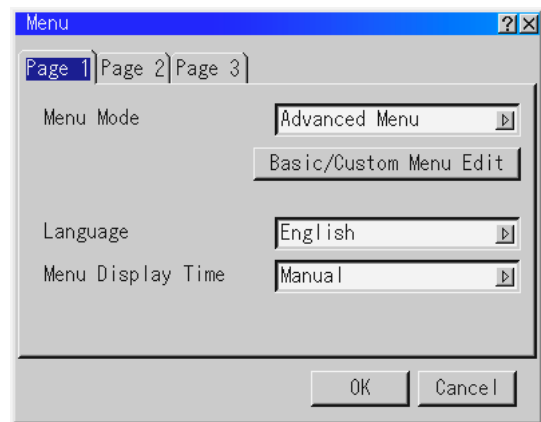 Menu ? ×
Page 1 Page 2 Page 3
Menu Mode Advanced Menu
Basic/Custom Menu Edit
Language English
Menu Display Time Manual
OK Cancel